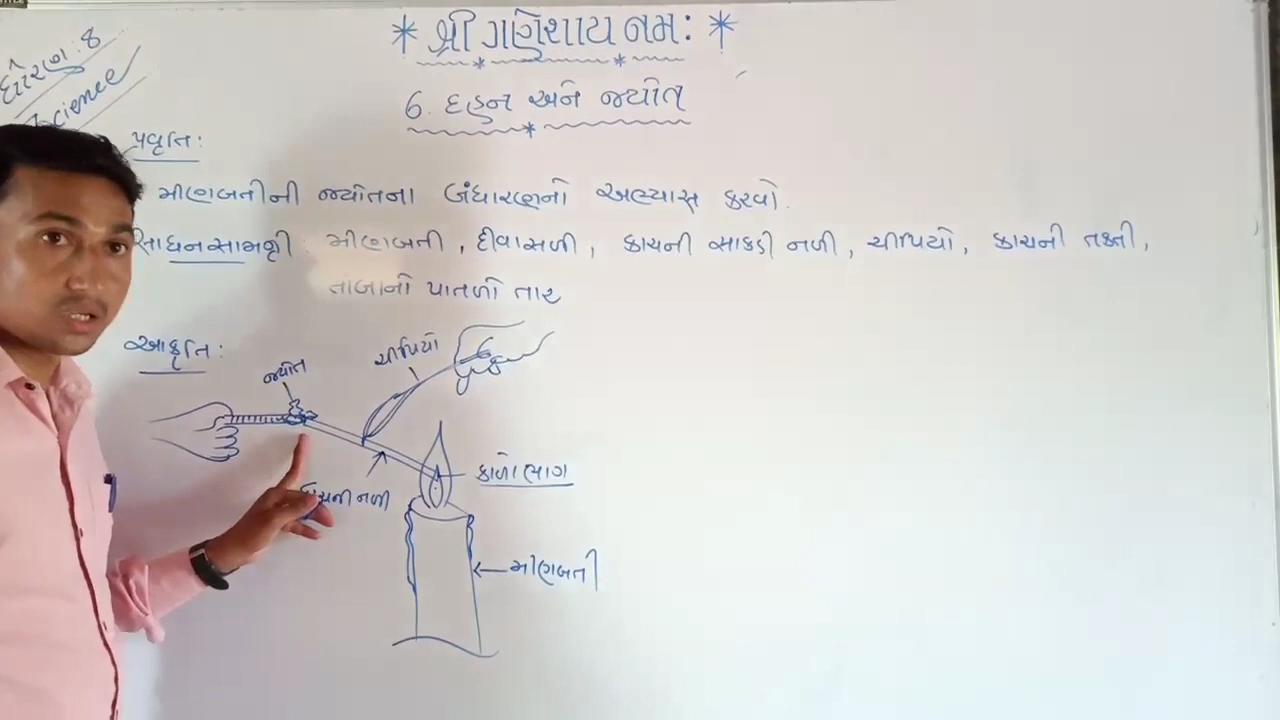 * શ્રી ગણેશાય નમઃ *
ધોરણ : 8
Science
6. દહન અને જ્યોત
પ્રવૃત્તિ :
મીણબતીની જ્યોતના બંધારણનો અભ્યાસ કરવો.
સાધનસામગ્રી : મીણબતી, દીવાસળી, કાચની સાકડી નળી, ચીપિયો, કાચની તક્તી,
તાંબાનો પાતળો તાર
આકૃતિ :
જ્યોત
ચીપિયો
કાળો ભાગ
કાચની નળી
મીણબતી